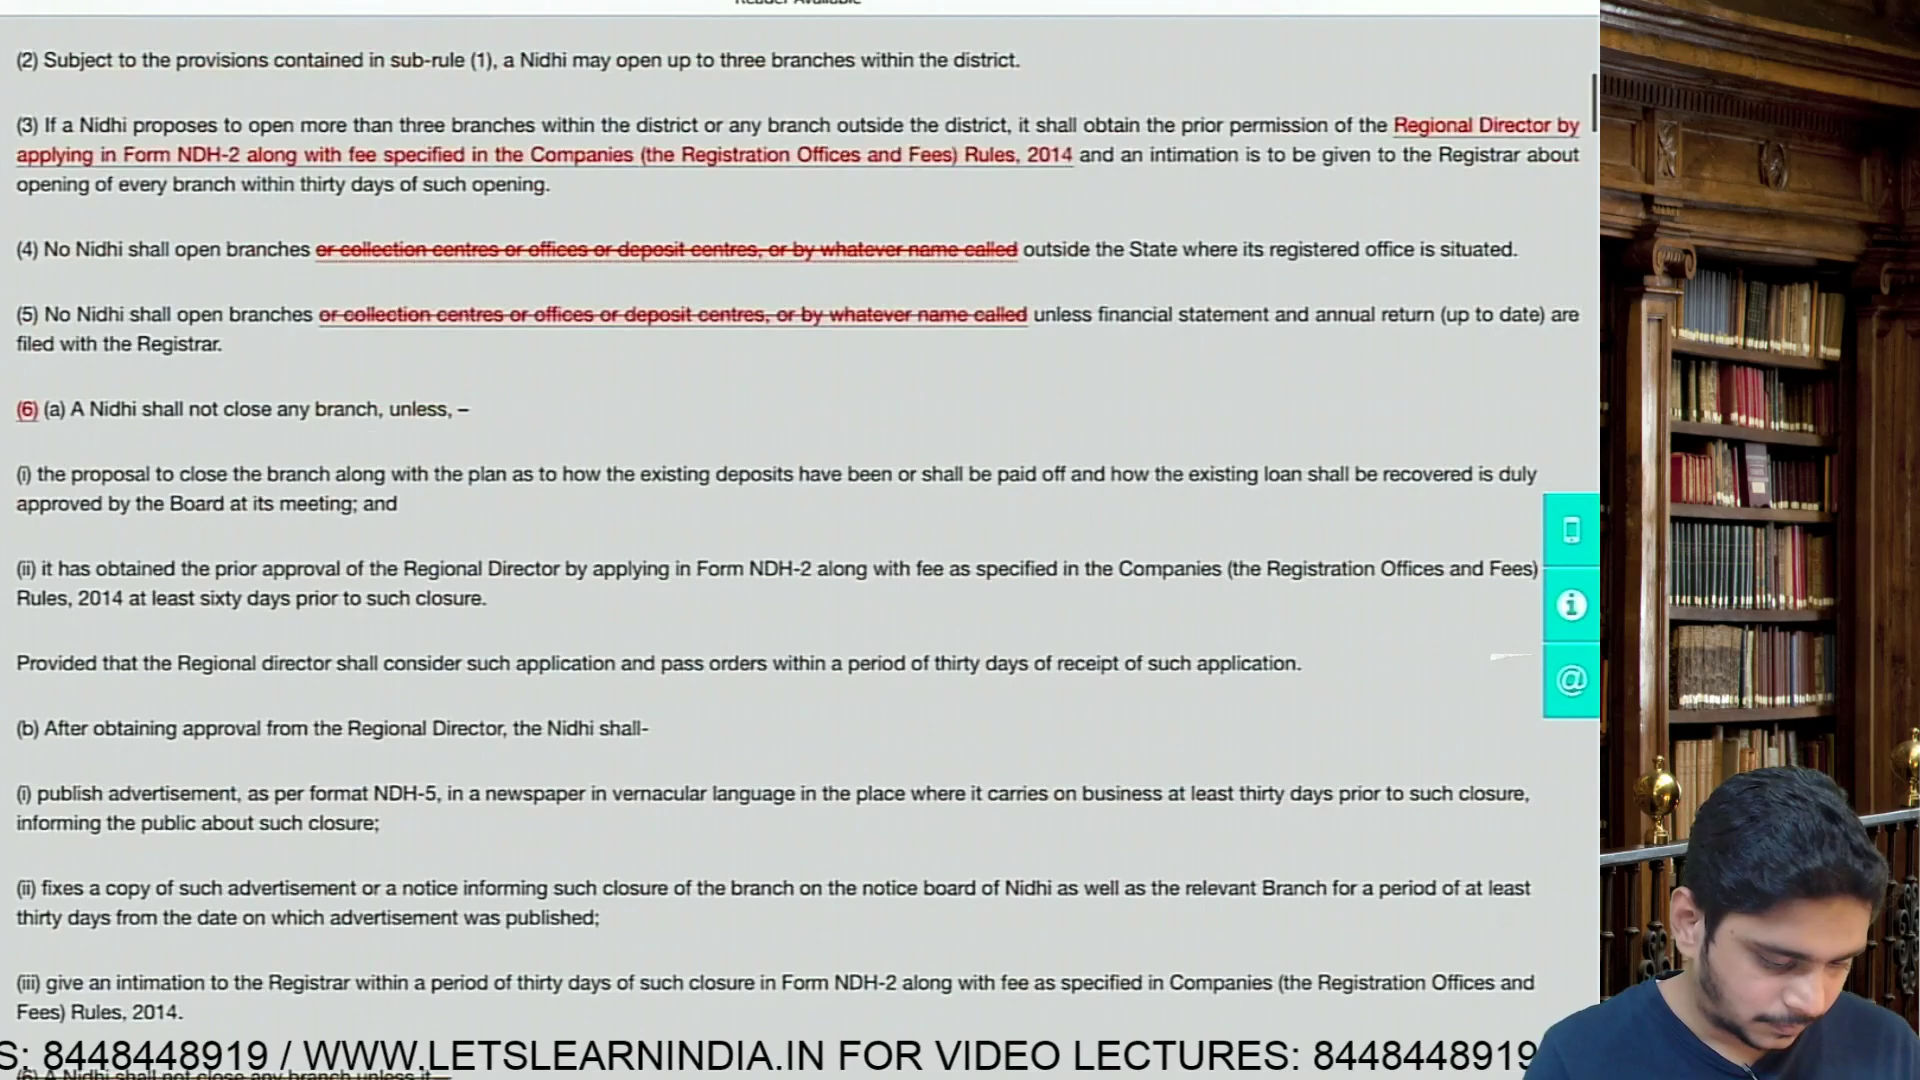 Reader Available
(2) Subject to the provisions contained in sub-rule (1), a Nidhi may open up to three branches within the district.
(3) If a Nidhi proposes to open more than three branches within the district or any branch outside the district, it shall obtain the prior permission of the Regional Director by
applying in Form NDH-2 along with fee specified in the Companies (the Registration Offices and Fees) Rules, 2014 and an intimation is to be given to the Registrar about
opening of every branch within thirty days of such opening.
(4) No Nidhi shall open branches or collection centres or offices or deposit centres, or by whatever name called outside the State where its registered office is situated.
(5) No Nidhi shall open branches or collection centres or offices or deposit centres, or by whatever name called unless financial statement and annual return (up to date) are
filed with the Registrar.
(6) (a) A Nidhi shall not close any branch, unless, –
(i) the proposal to close the branch along with the plan as to how the existing deposits have been or shall be paid off and how the existing loan shall be recovered is duly
approved by the Board at its meeting; and
(ii) it has obtained the prior approval of the Regional Director by applying in Form NDH-2 along with fee as specified in the Companies (the Registration Offices and Fees)
Rules, 2014 at least sixty days prior to such closure.
Provided that the Regional director shall consider such application and pass orders within a period of thirty days of receipt of such application.
(b) After obtaining approval from the Regional Director, the Nidhi shall-
(i) publish advertisement, as per format NDH-5, in a newspaper in vernacular language in the place where it carries on business at least thirty days prior to such closure,
informing the public about such closure;
(ii) fixes a copy of such advertisement or a notice informing such closure of the branch on the notice board of Nidhi as well as the relevant Branch for a period of at least
thirty days from the date on which advertisement was published;
(iii) give an intimation to the Registrar within a period of thirty days of such closure in Form NDH-2 along with fee as specified in Companies (the Registration Offices and
Fees) Rules, 2014.
S: 8448448919 / WWW.LETSLEARNINDIA.IN FOR VIDEO LECTURES: 8448448919
(6) A Nidhi shall not close any branch unless it—